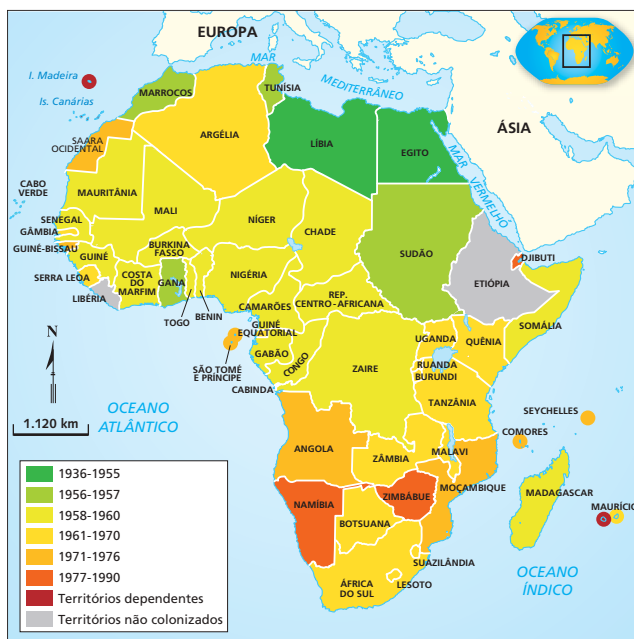 EUROPA
I. Madeira
MAR
MEDITERRÂNEO
Is. Canárias
MARROCOS
TUNÍSIA
ÁSIA
ARGÉLIA
LÍBIA
EGITO
SAARA
OCIDENTAL
MAR VERMELHO
CABO
VERDE
MAURITÂNIA
MALI
NÍGER
CHADE
SUDÃO
SENEGAL
GÂMBIA
GUINÉ-BISSAU
GUINÉ
BURKINA
FASSO
DJIBUTI
SERRA LEOA
COSTA
DO
MARFIM
GANA
NIGÉRIA
ETIÓPIA
LIBÉRIA
TOGO
BENIN
CAMARÕES
REP.
CENTRO-AFRICANA
SOMÁLIA
GUINÉ
EQUATORIAL
UGANDA
QUÊNIA
GABÃO
CONGO
ZAIRE
RUANDA
BURUNDI
SÃO TOMÉ
E PRÍNCIPE
CABINDA
TANZÂNIA
N
1.120 km
OCEANO
ATLÂNTICO
SEYCHELLES
COMORES
ANGOLA
ZÂMBIA
MALAVI
MOÇAMBIQUE
MADAGASCAR
NAMÍBIA
ZIMBÁBUE
MAURÍCIO
BOTSUANA
SUAZILÂNDIA
ÁFRICA
DO SUL
LESOTO
OCEANO
ÍNDICO
1936-1955
1956-1957
1958-1960
1961-1970
1971-1976
1977-1990
Territórios dependentes
Territórios não colonizados